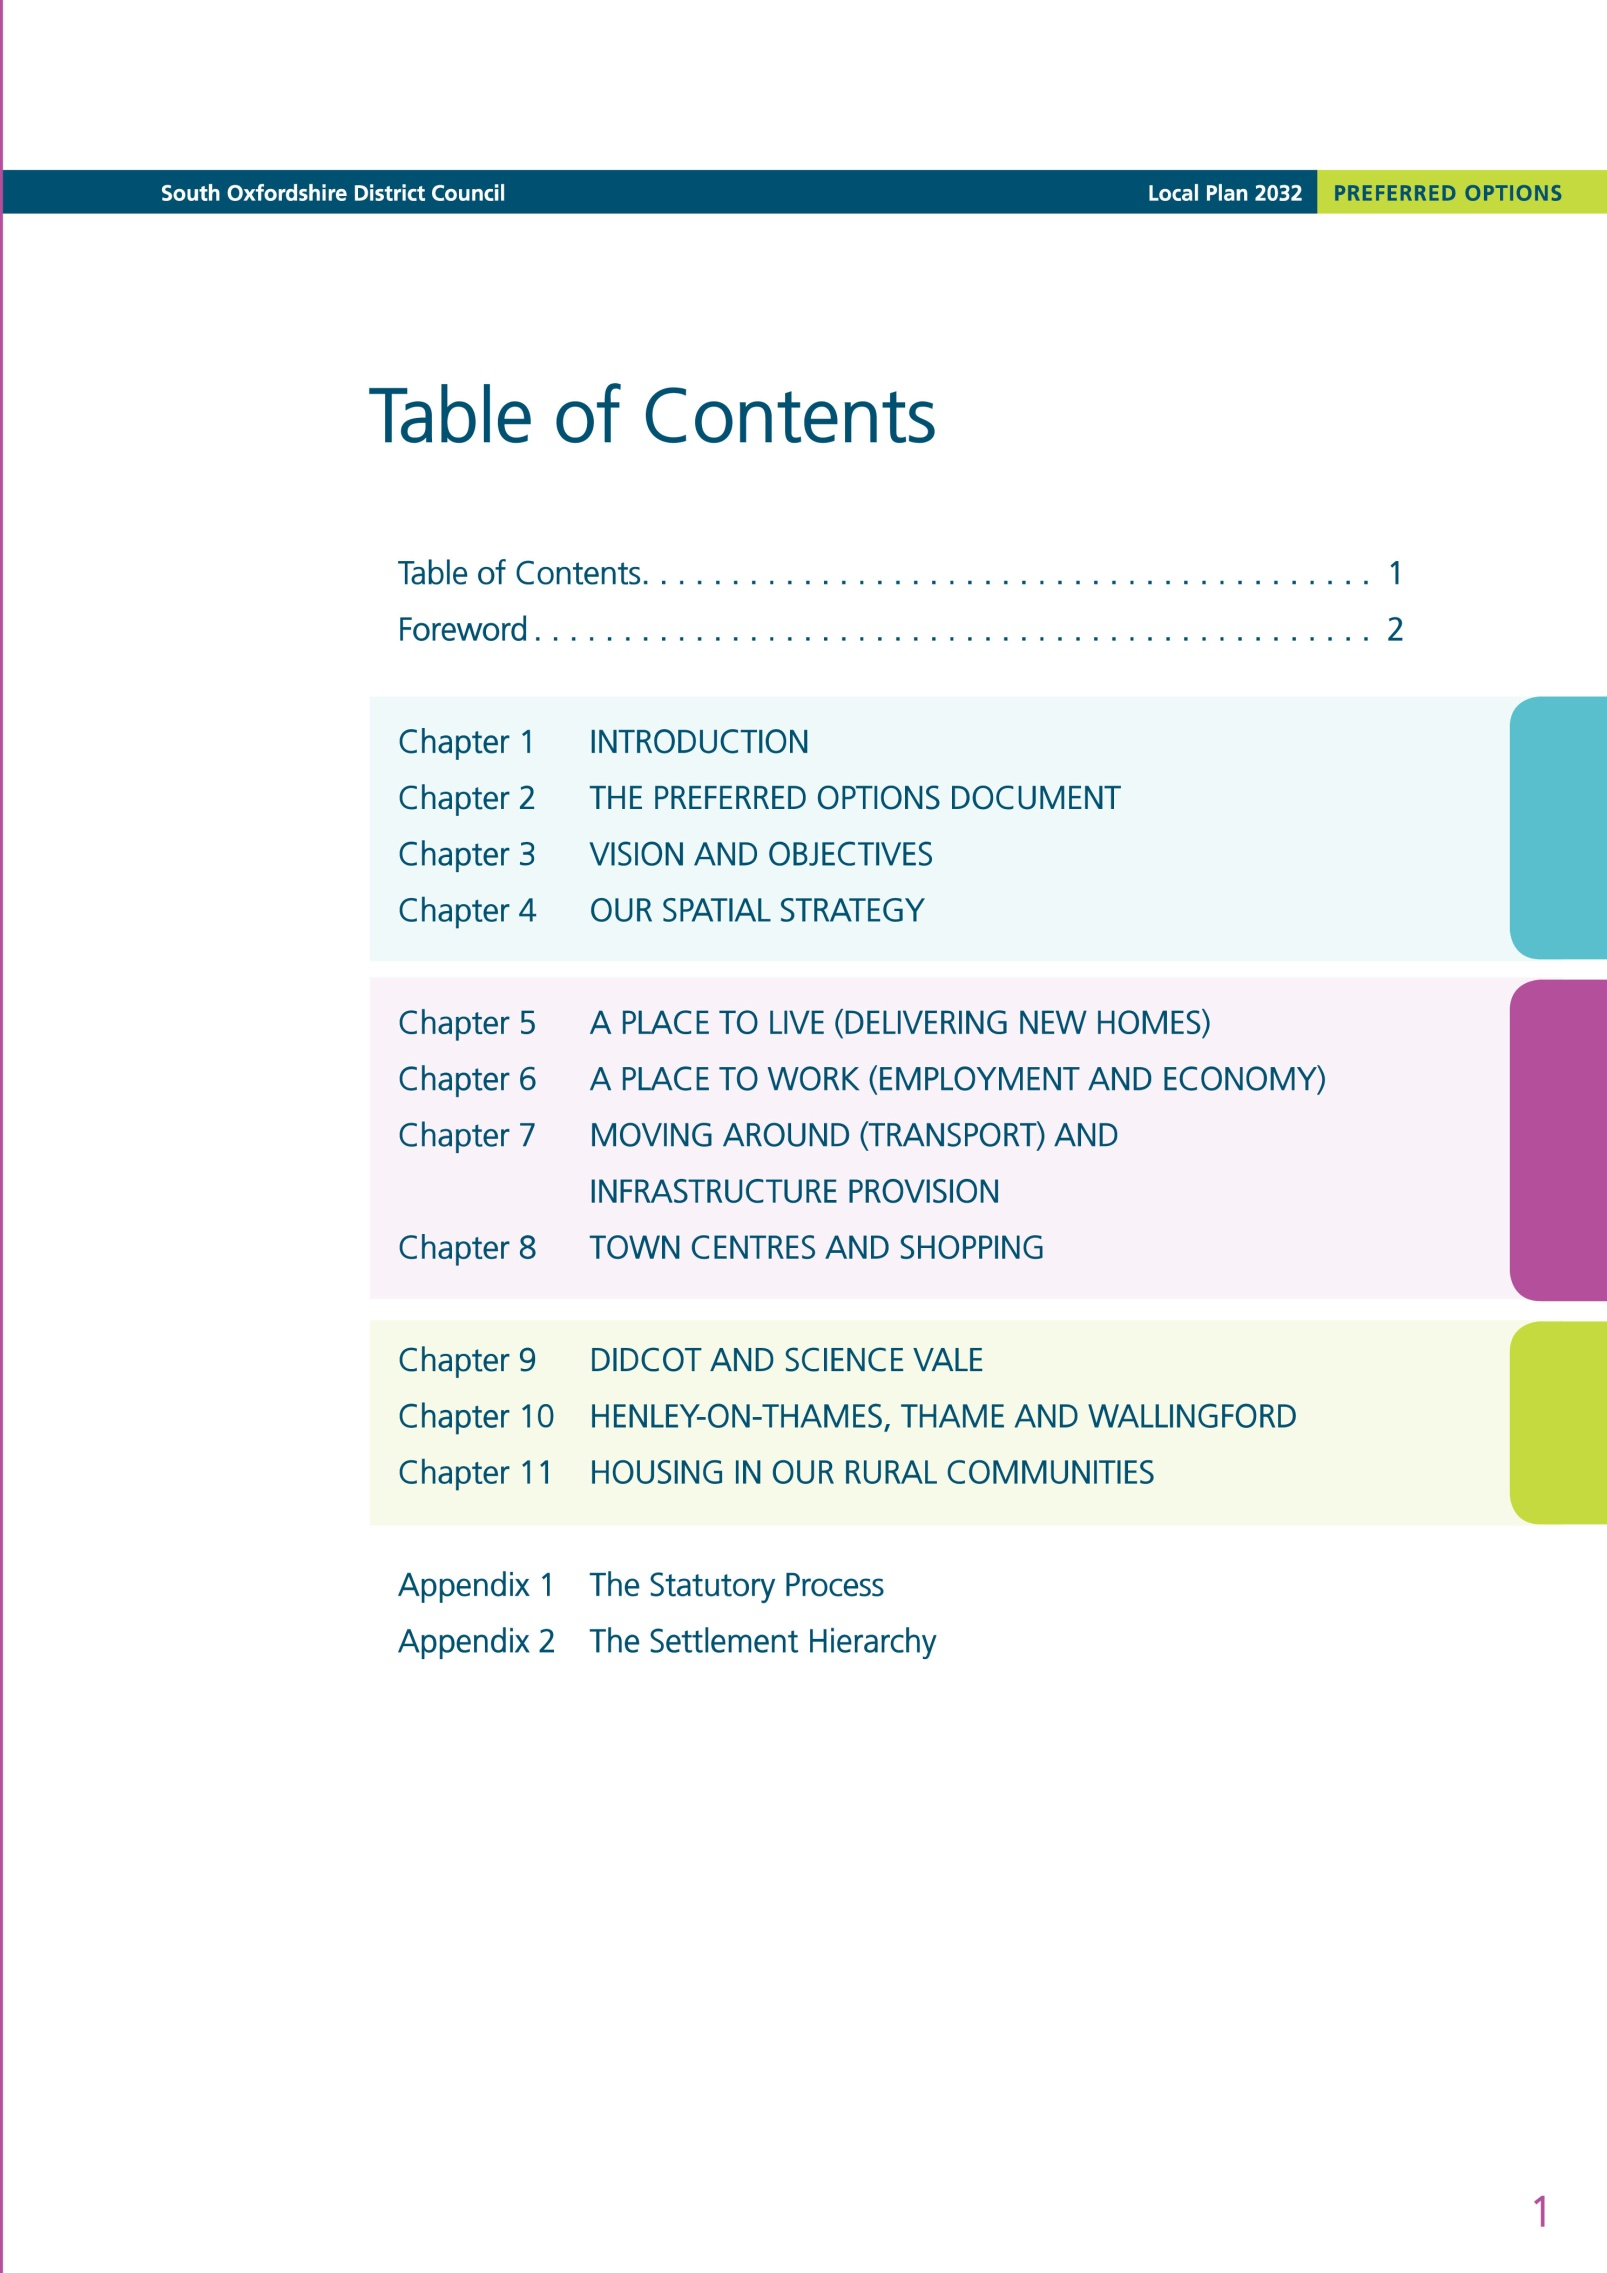 South Oxfordshire District Council
Local Plan 2032 PREFERRED OPTIONS
Table of Contents
Table of Contents. . . . . . . . . . . . . . . . . . . . . . . . . . . . . . . . . . . . . . . . . 1
Foreword . . . . . . . . . . . . . . . . . . . . . . . . . . . . . . . . . . . . . . . . . . . . . . . 2
Chapter 1 INTRODUCTION
Chapter 2 THE PREFERRED OPTIONS DOCUMENT
Chapter 3 VISION AND OBJECTIVES
Chapter 4 OUR SPATIAL STRATEGY
Chapter 5 A PLACE TO LIVE (DELIVERING NEW HOMES)
Chapter 6 A PLACE TO WORK (EMPLOYMENT AND ECONOMY)
Chapter 7 MOVING AROUND (TRANSPORT) AND
INFRASTRUCTURE PROVISION
Chapter 8 TOWN CENTRES AND SHOPPING
Chapter 9 DIDCOT AND SCIENCE VALE
Chapter 10 HENLEY-ON-THAMES, THAME AND WALLINGFORD
Chapter 11 HOUSING IN OUR RURAL COMMUNITIES
Appendix 1 The Statutory Process
Appendix 2 The Settlement Hierarchy
1